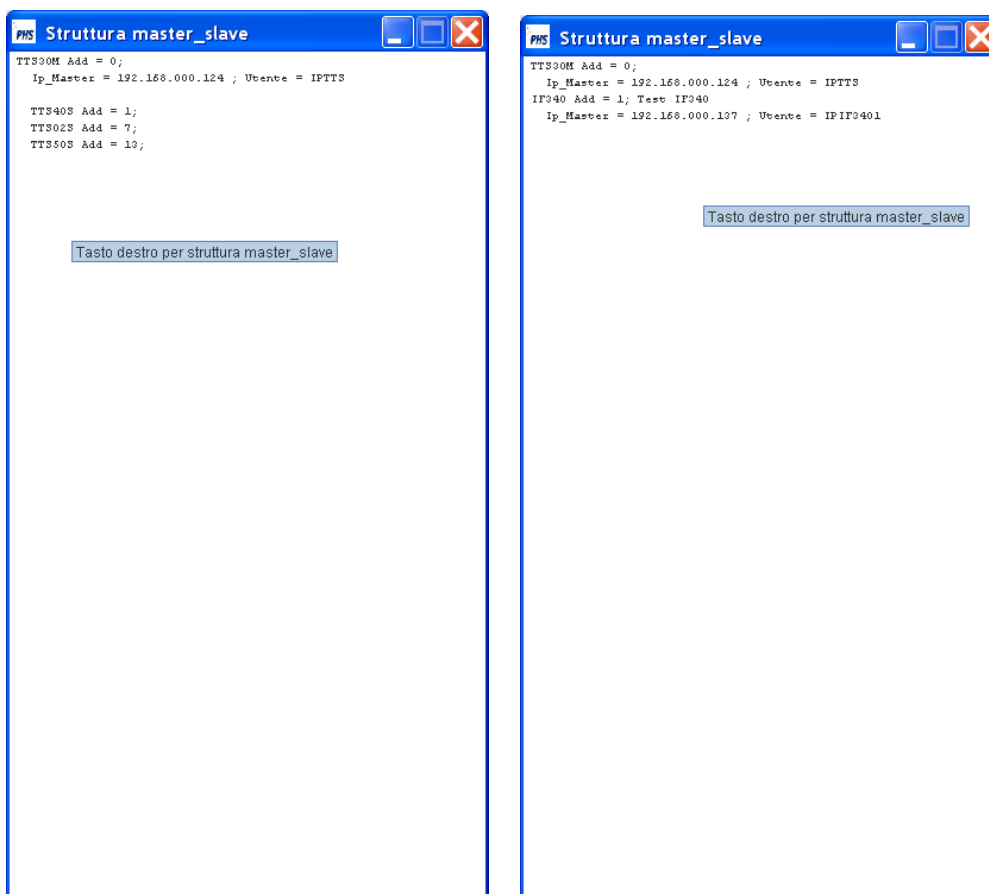 PHS Struttura master_slave
TTS30M Add = 0;
Ip_Master = 192.168.000.124 ; Utente = IPTTS
TTS40S Add = 1;
TTS02S Add = 7;
TTS50S Add = 13;
Tasto destro per struttura master_slave
PHS Struttura master_slave
TTS30M Add = 0;
Ip_Master = 192.168.000.124 ; Utente = IPTTS
IF340 Add = 1; Test IF340
Ip_Master = 192.168.000.137 ; Utente = IPIF3401
Tasto destro per struttura master_slave